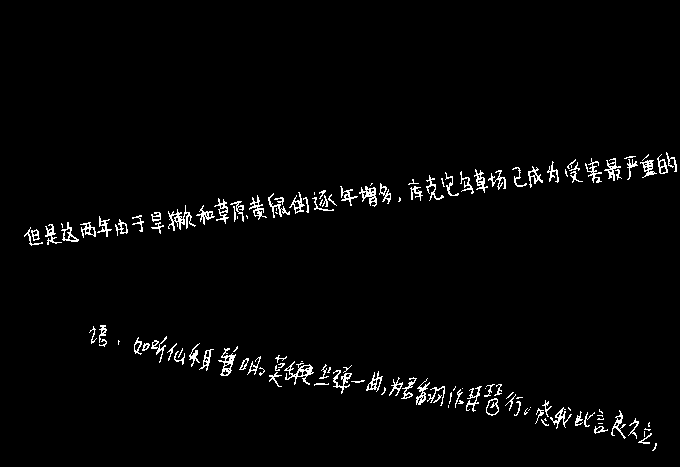 但是这两年由于旱獭和草原黄鼠的逐年增多，库克它乌草场已成为受害最严重的
语，如听仙乐耳暂明。莫辞更坐弹一曲，为君翻作琵琶行。感我此言良久立，